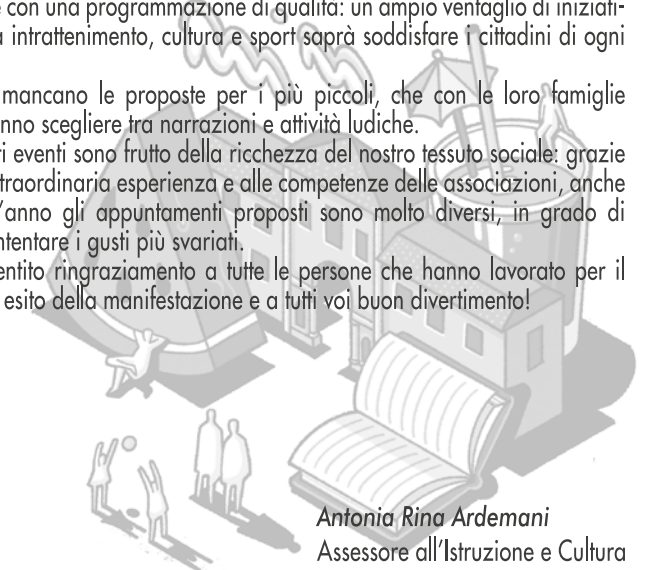 e con una programmazione di qualità: un ampio ventaglio di iniziati-
a intrattenimento, cultura e sport saprà soddisfare i cittadini di ogni
mancano le proposte per i più piccoli, che con le loro famiglie
nno scegliere tra narrazioni e attività ludiche.
ti eventi sono frutto della ricchezza del nostro tessuto sociale: grazie
traordinaria esperienza e alle competenze delle associazioni, anche
'anno gli appuntamenti proposti sono molto diversi, in grado di
ntentare i gusti più svariati.
entito ringraziamento a tutte le persone che hanno lavorato per il
esito della manifestazione e a tutti voi buon divertimento!
Antonia Rina Ardemani
Assessore all'Istruzione e Cultura